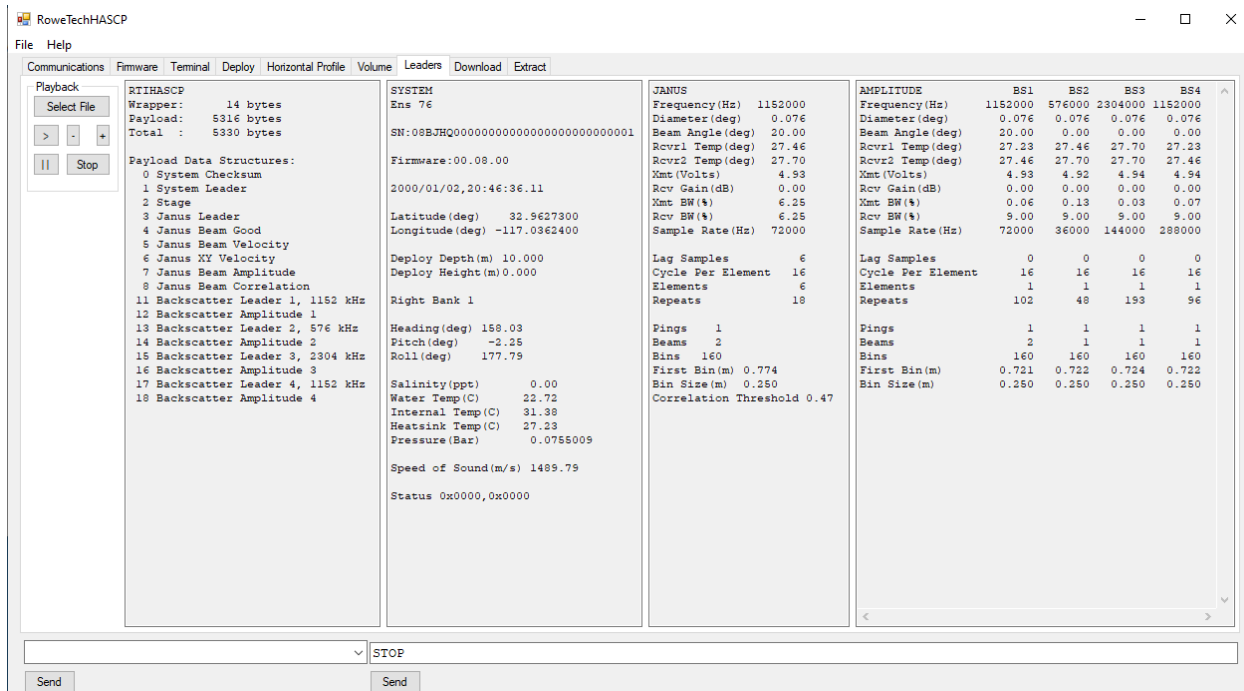 RoweTechHASCP
File Help
Communications Firmware Terminal Deploy Horizontal Profile Volume Leaders Download Extract
Playback
Select File
> - +
|| Stop
RTIHASCP
Wrapper: 14 bytes
Payload: 5316 bytes
Total : 5330 bytes
Payload Data Structures:
0 System Checksum
1 System Leader
2 Stage
3 Janus Leader
4 Janus Beam Good
5 Janus Beam Velocity
6 Janus XY Velocity
7 Janus Beam Amplitude
8 Janus Beam Correlation
11 Backscatter Leader 1, 1152 kHz
12 Backscatter Amplitude 1
13 Backscatter Leader 2, 576 kHz
14 Backscatter Amplitude 2
15 Backscatter Leader 3, 2304 kHz
16 Backscatter Amplitude 3
17 Backscatter Leader 4, 1152 kHz
18 Backscatter Amplitude 4
SYSTEM
Ens 76
SN:08BJHQ00000000000000000000000001
Firmware:00.08.00
2000/01/02,20:46:36.11
Latitude(deg) 32.9627300
Longitude(deg) -117.0362400
Deploy Depth(m) 10.000
Deploy Height(m)0.000
Right Bank 1
Heading(deg) 158.03
Pitch(deg) -2.25
Roll(deg) 177.79
Salinity(ppt) 0.00
Water Temp(C) 22.72
Internal Temp(C) 31.38
Heatsink Temp(C) 27.23
Pressure(Bar) 0.0755009
Speed of Sound(m/s) 1489.79
Status 0x0000,0x0000
JANUS
Frequency(Hz) 1152000
Diameter(deg) 0.076
Beam Angle(deg) 20.00
Rcvr1 Temp(deg) 27.46
Rcvr2 Temp(deg) 27.70
Xmt(Volts) 4.93
Rcv Gain(dB) 0.00
Xmt BW(%) 6.25
Rcv BW(%) 6.25
Sample Rate(Hz) 72000
Lag Samples 6
Cycle Per Element 16
Elements 6
Repeats 18
Pings 1
Beams 2
Bins 160
First Bin(m) 0.774
Bin Size(m) 0.250
Correlation Threshold 0.47
AMPLITUDE BS1 BS2 BS3 BS4
Frequency(Hz) 1152000 576000 2304000 1152000
Diameter(deg) 0.076 0.076 0.076 0.076
Beam Angle(deg) 20.00 0.00 0.00 0.00
Rcvr1 Temp(deg) 27.23 27.46 27.70 27.23
Rcvr2 Temp(deg) 27.46 27.70 27.70 27.46
Xmt(Volts) 4.93 4.92 4.94 4.94
Rcv Gain(dB) 0.00 0.00 0.00 0.00
Xmt BW(%) 0.06 0.13 0.03 0.07
Rcv BW(%) 9.00 9.00 9.00 9.00
Sample Rate(Hz) 72000 36000 144000 288000
Lag Samples 0 0 0 0
Cycle Per Element 16 16 16 16
Elements 1 1 1 1
Repeats 102 48 193 96
Pings 1 1 1 1
Beams 2 1 1 1
Bins 160 160 160 160
First Bin(m) 0.721 0.722 0.724 0.722
Bin Size(m) 0.250 0.250 0.250 0.250
STOP
Send Send